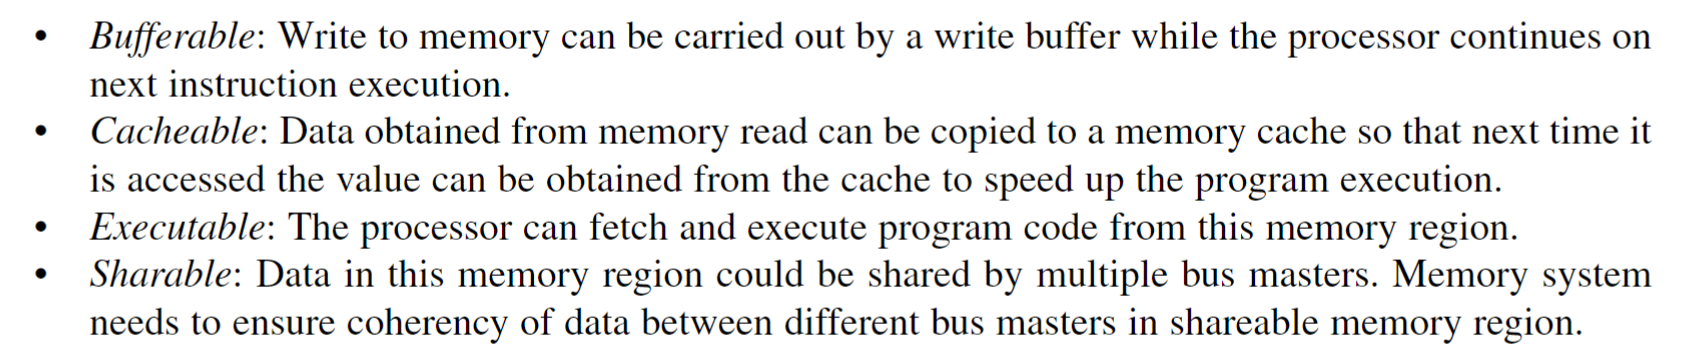 • Bufferable: Write to memory can be carried out by a write buffer while the processor continues on
next instruction execution.
• Cacheable: Data obtained from memory read can be copied to a memory cache so that next time it
is accessed the value can be obtained from the cache to speed up the program execution.
• Executable: The processor can fetch and execute program code from this memory region.
• Sharable: Data in this memory region could be shared by multiple bus masters. Memory system
needs to ensure coherency of data between different bus masters in shareable memory region.